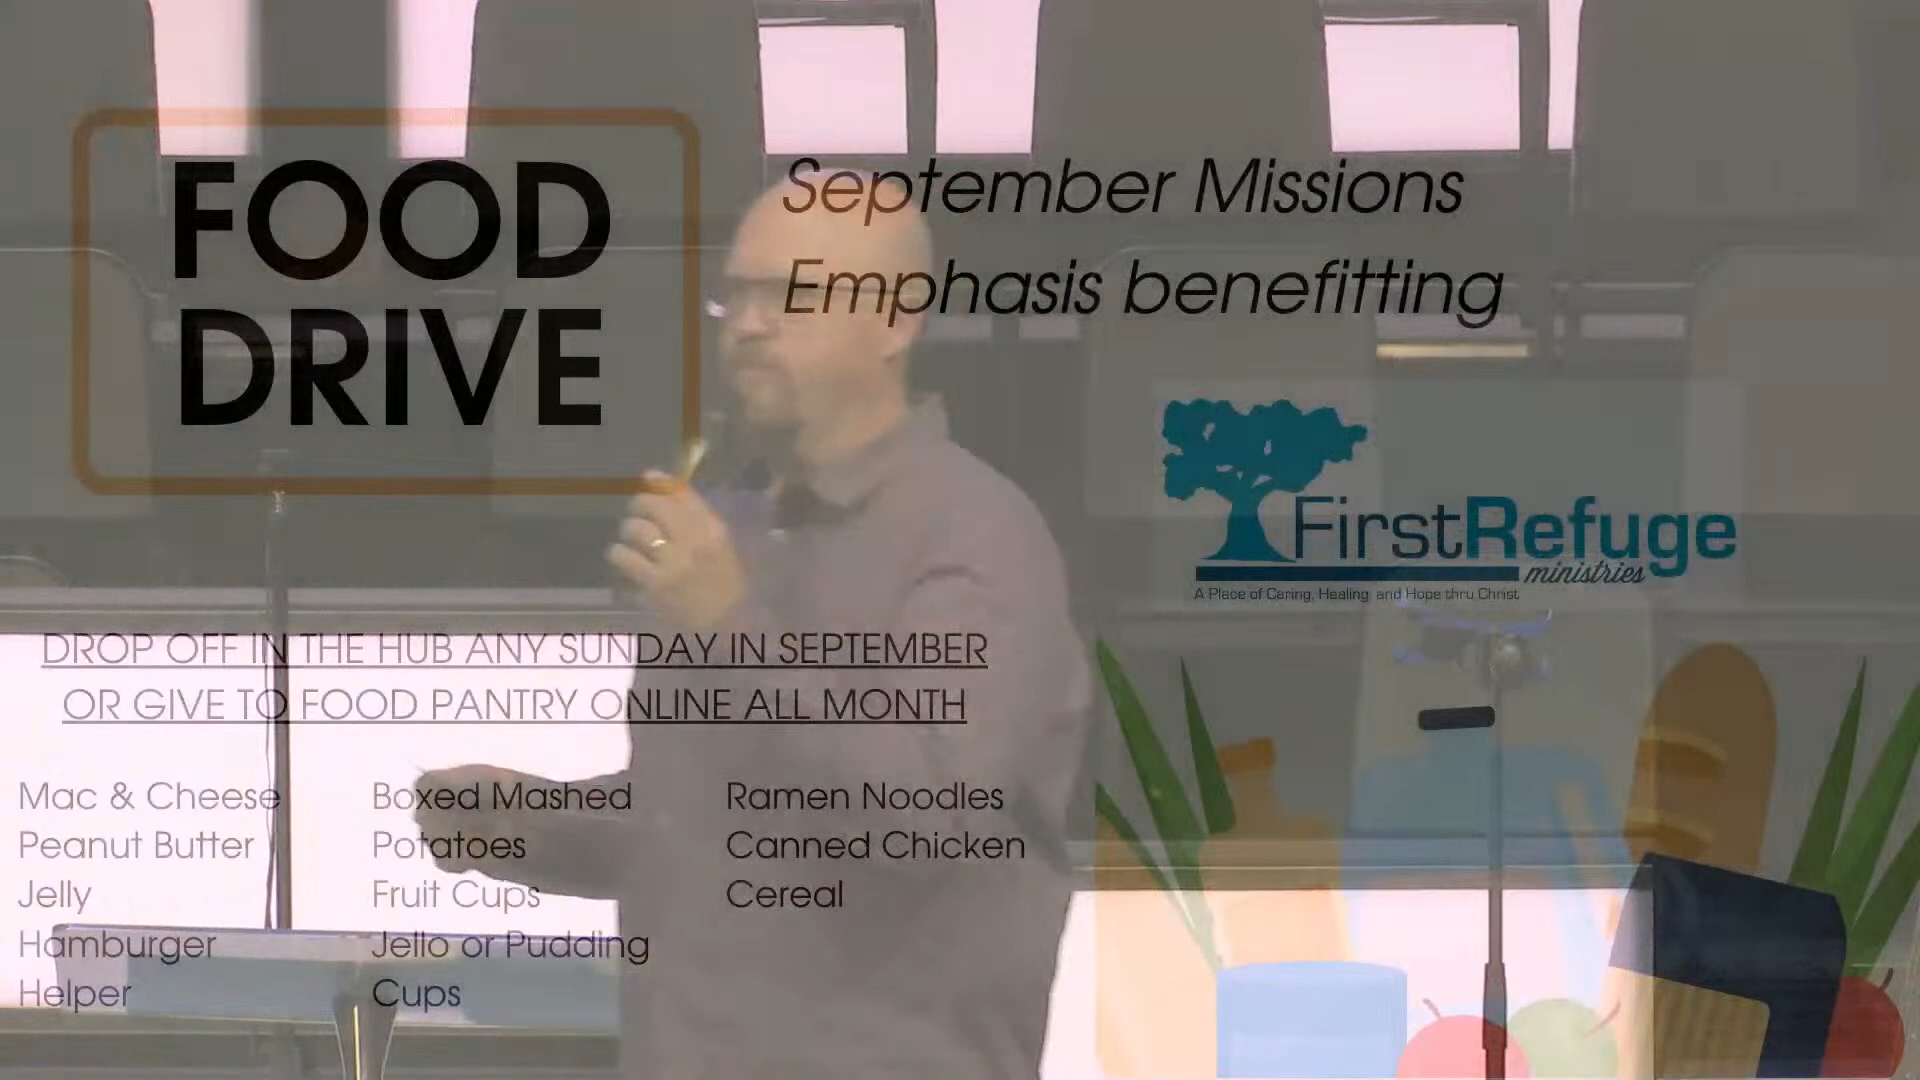 FOOD
DRIVE
September Missions
Emphasis benefitting
FirstRefuge
ministries
A Place of Caring, Healing, and Hope thru Christ
DROP OFF IN THE HUB ANY SUNDAY IN SEPTEMBER
OR GIVE TO FOOD PANTRY ONLINE ALL MONTH
Mac & Cheese
Peanut Butter
Jelly
Hamburger
Helper
Boxed Mashed
Potatoes
Fruit Cups
Jello or Pudding
Cups
Ramen Noodles
Canned Chicken
Cereal